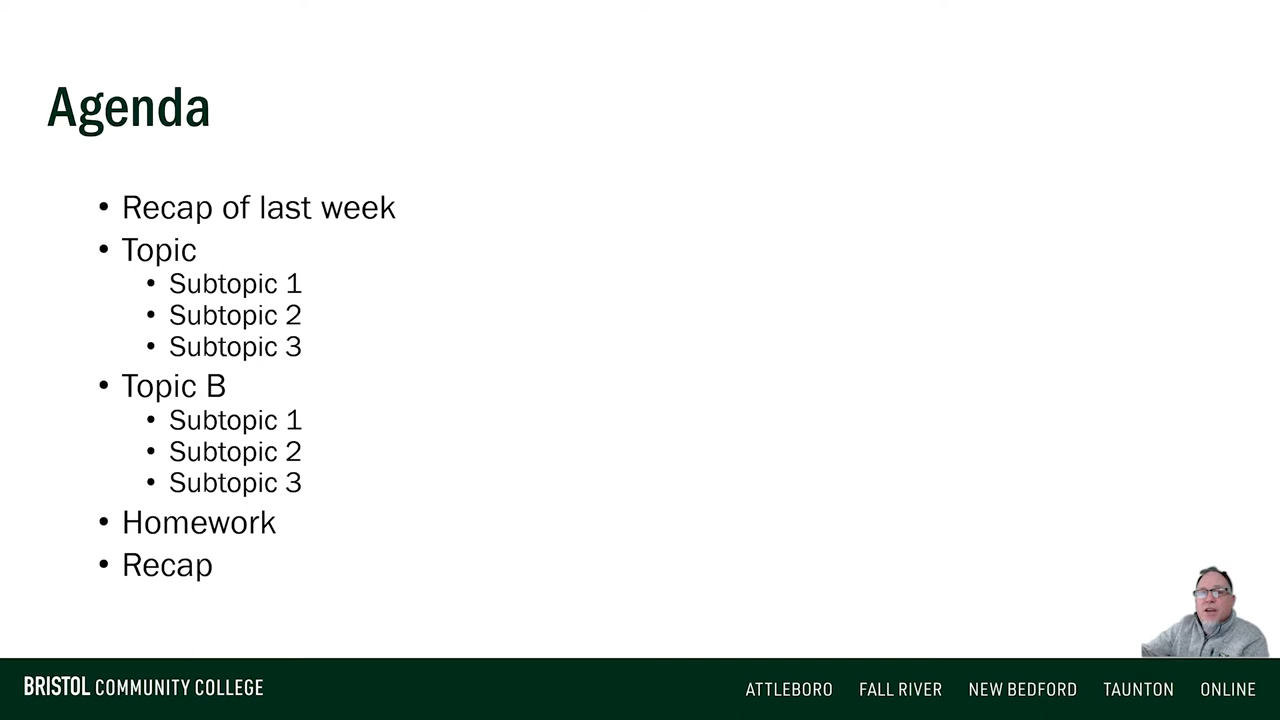 Agenda
• Recap of last week
• Topic
• Subtopic 1
• Subtopic 2
• Subtopic 3
• Topic B
• Subtopic 1
• Subtopic 2
• Subtopic 3
• Homework
• Recap
BRISTOL COMMUNITY COLLEGE
ATTLEBORO FALL RIVER NEW BEDFORD TAUNTON ONLINE